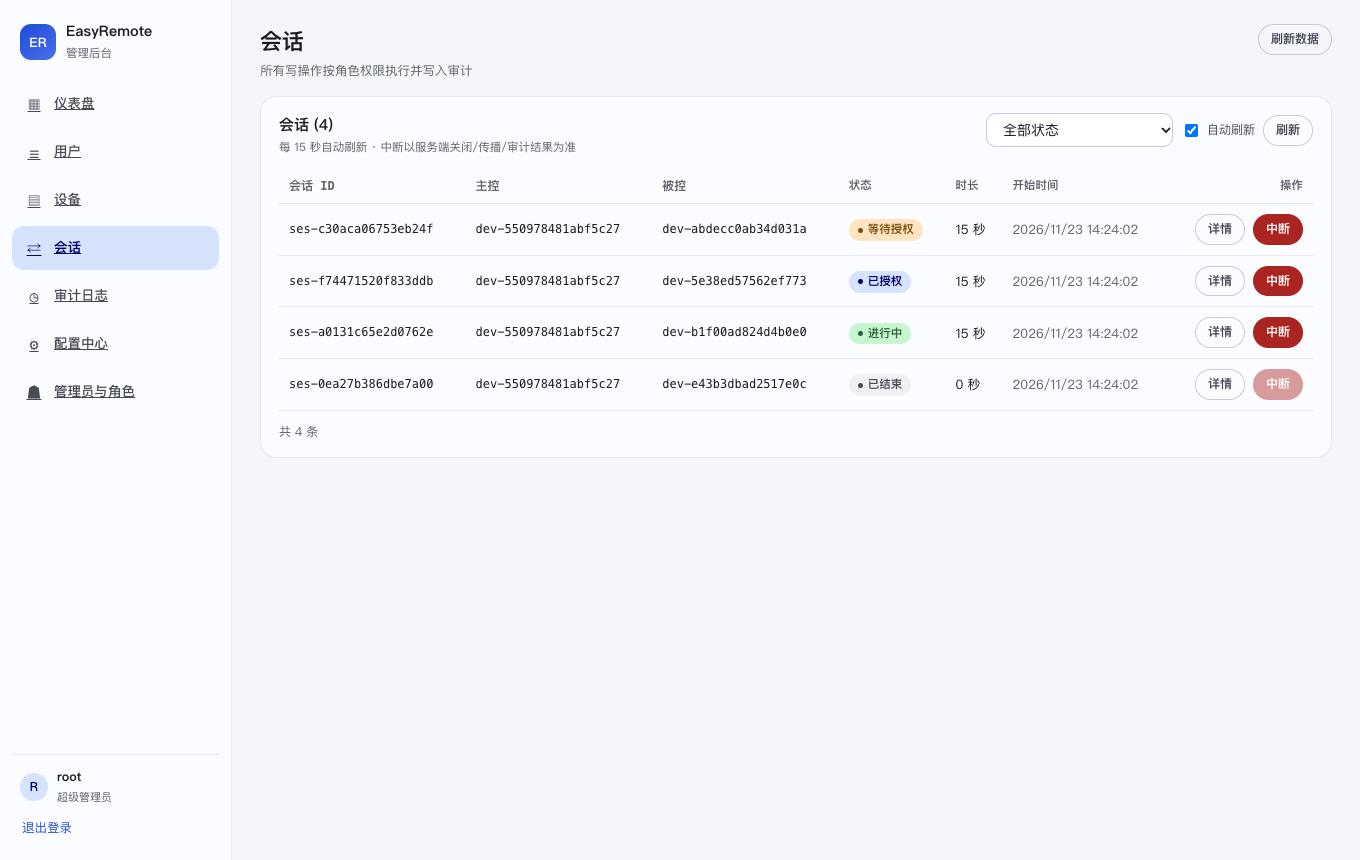 ER
EasyRemote
管理后台
仪表盘
用户
设备
会话
审计日志
配置中心
管理员与角色
R
root
超级管理员
退出登录
会话
所有写操作按角色权限执行并写入审计
刷新数据
会话 (4)
每 15 秒自动刷新 · 中断以服务端关闭/传播/审计结果为准
全部状态 自动刷新 刷新
会话 ID 主控 被控 状态 时长 开始时间 操作
ses-c30aca06753eb24f dev-550978481abf5c27 dev-abdecc0ab34d031a 等待授权 15 秒 2026/11/23 14:24:02 详情 中断
ses-f74471520f833ddb dev-550978481abf5c27 dev-5e38ed57562ef773 已授权 15 秒 2026/11/23 14:24:02 详情 中断
ses-a0131c65e2d0762e dev-550978481abf5c27 dev-b1f00ad824d4b0e0 进行中 15 秒 2026/11/23 14:24:02 详情 中断
ses-0ea27b386dbe7a00 dev-550978481abf5c27 dev-e43b3dbad2517e0c 已结束 0 秒 2026/11/23 14:24:02 详情 中断
共 4 条